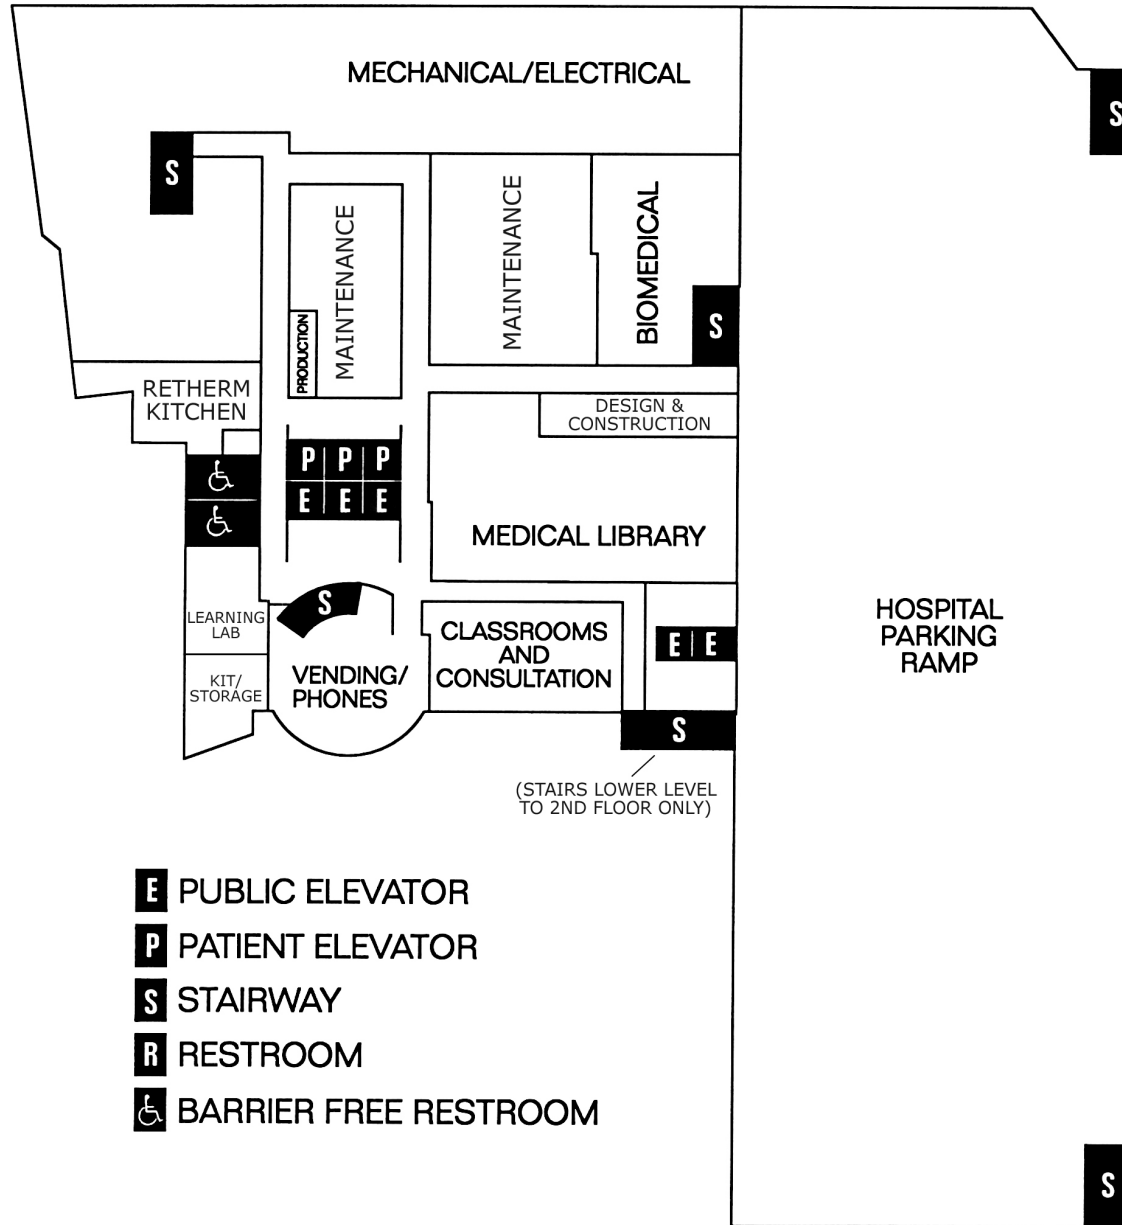 MECHANICAL/ELECTRICAL
S
S
MAINTENANCE
PRODUCTION
MAINTENANCE
BIOMEDICAL
S
RETHERM
KITCHEN
DESIGN &
CONSTRUCTION
P P P
E E E
MEDICAL LIBRARY
S
LEARNING
LAB
KIT/
STORAGE
VENDING/
PHONES
CLASSROOMS
AND
CONSULTATION
E E
S
(STAIRS LOWER LEVEL
TO 2ND FLOOR ONLY)
HOSPITAL
PARKING
RAMP
E PUBLIC ELEVATOR
P PATIENT ELEVATOR
S STAIRWAY
R RESTROOM
BARRIER FREE RESTROOM
S